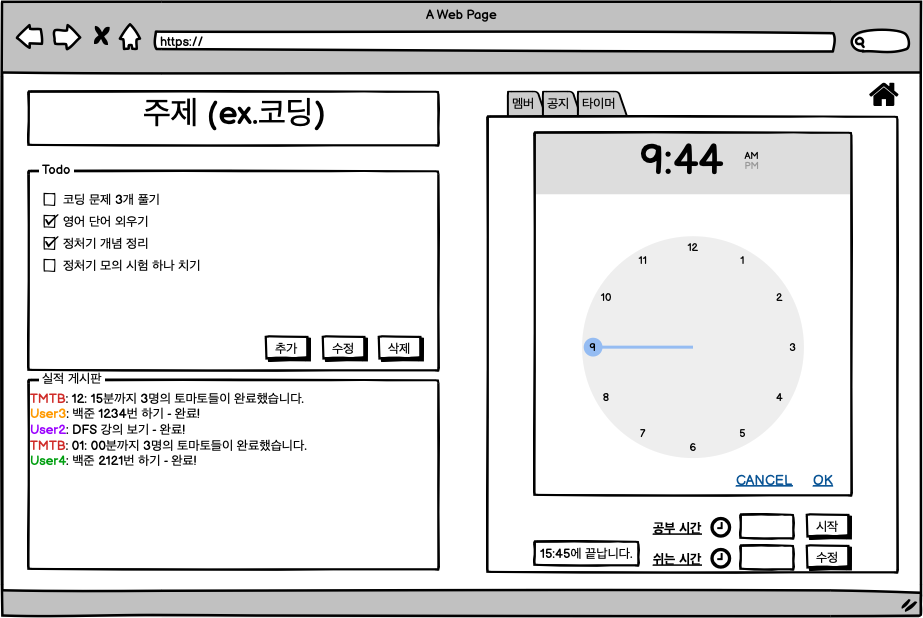 A Web Page
https://
주제 (ex.코딩)
Todo
코딩 문제 3개 풀기
영어 단어 외우기
정처기 개념 정리
정처기 모의 시험 하나 치기
추가 수정 삭제
실적 게시판
TMTB: 12: 15분까지 3명의 토마토들이 완료했습니다.
User3: 백준 1234번 하기 - 완료!
User2: DFS 강의 보기 - 완료!
TMTB: 01: 00분까지 3명의 토마토들이 완료했습니다.
User4: 백준 2121번 하기 - 완료!
멤버 공지 타이머
9:44 AM
PM
12
11 1
10 2
9 3
8 4
7 5
6
CANCEL OK
공부 시간 시작
15:45에 끝납니다. 쉬는 시간 수정